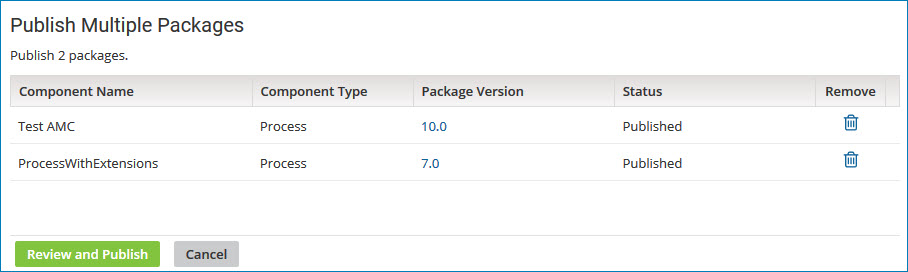 Publish Multiple Packages
Publish 2 packages.
Component Name Component Type Package Version Status Remove
Test AMC Process 10.0 Published
ProcessWithExtensions Process 7.0 Published
Review and Publish Cancel